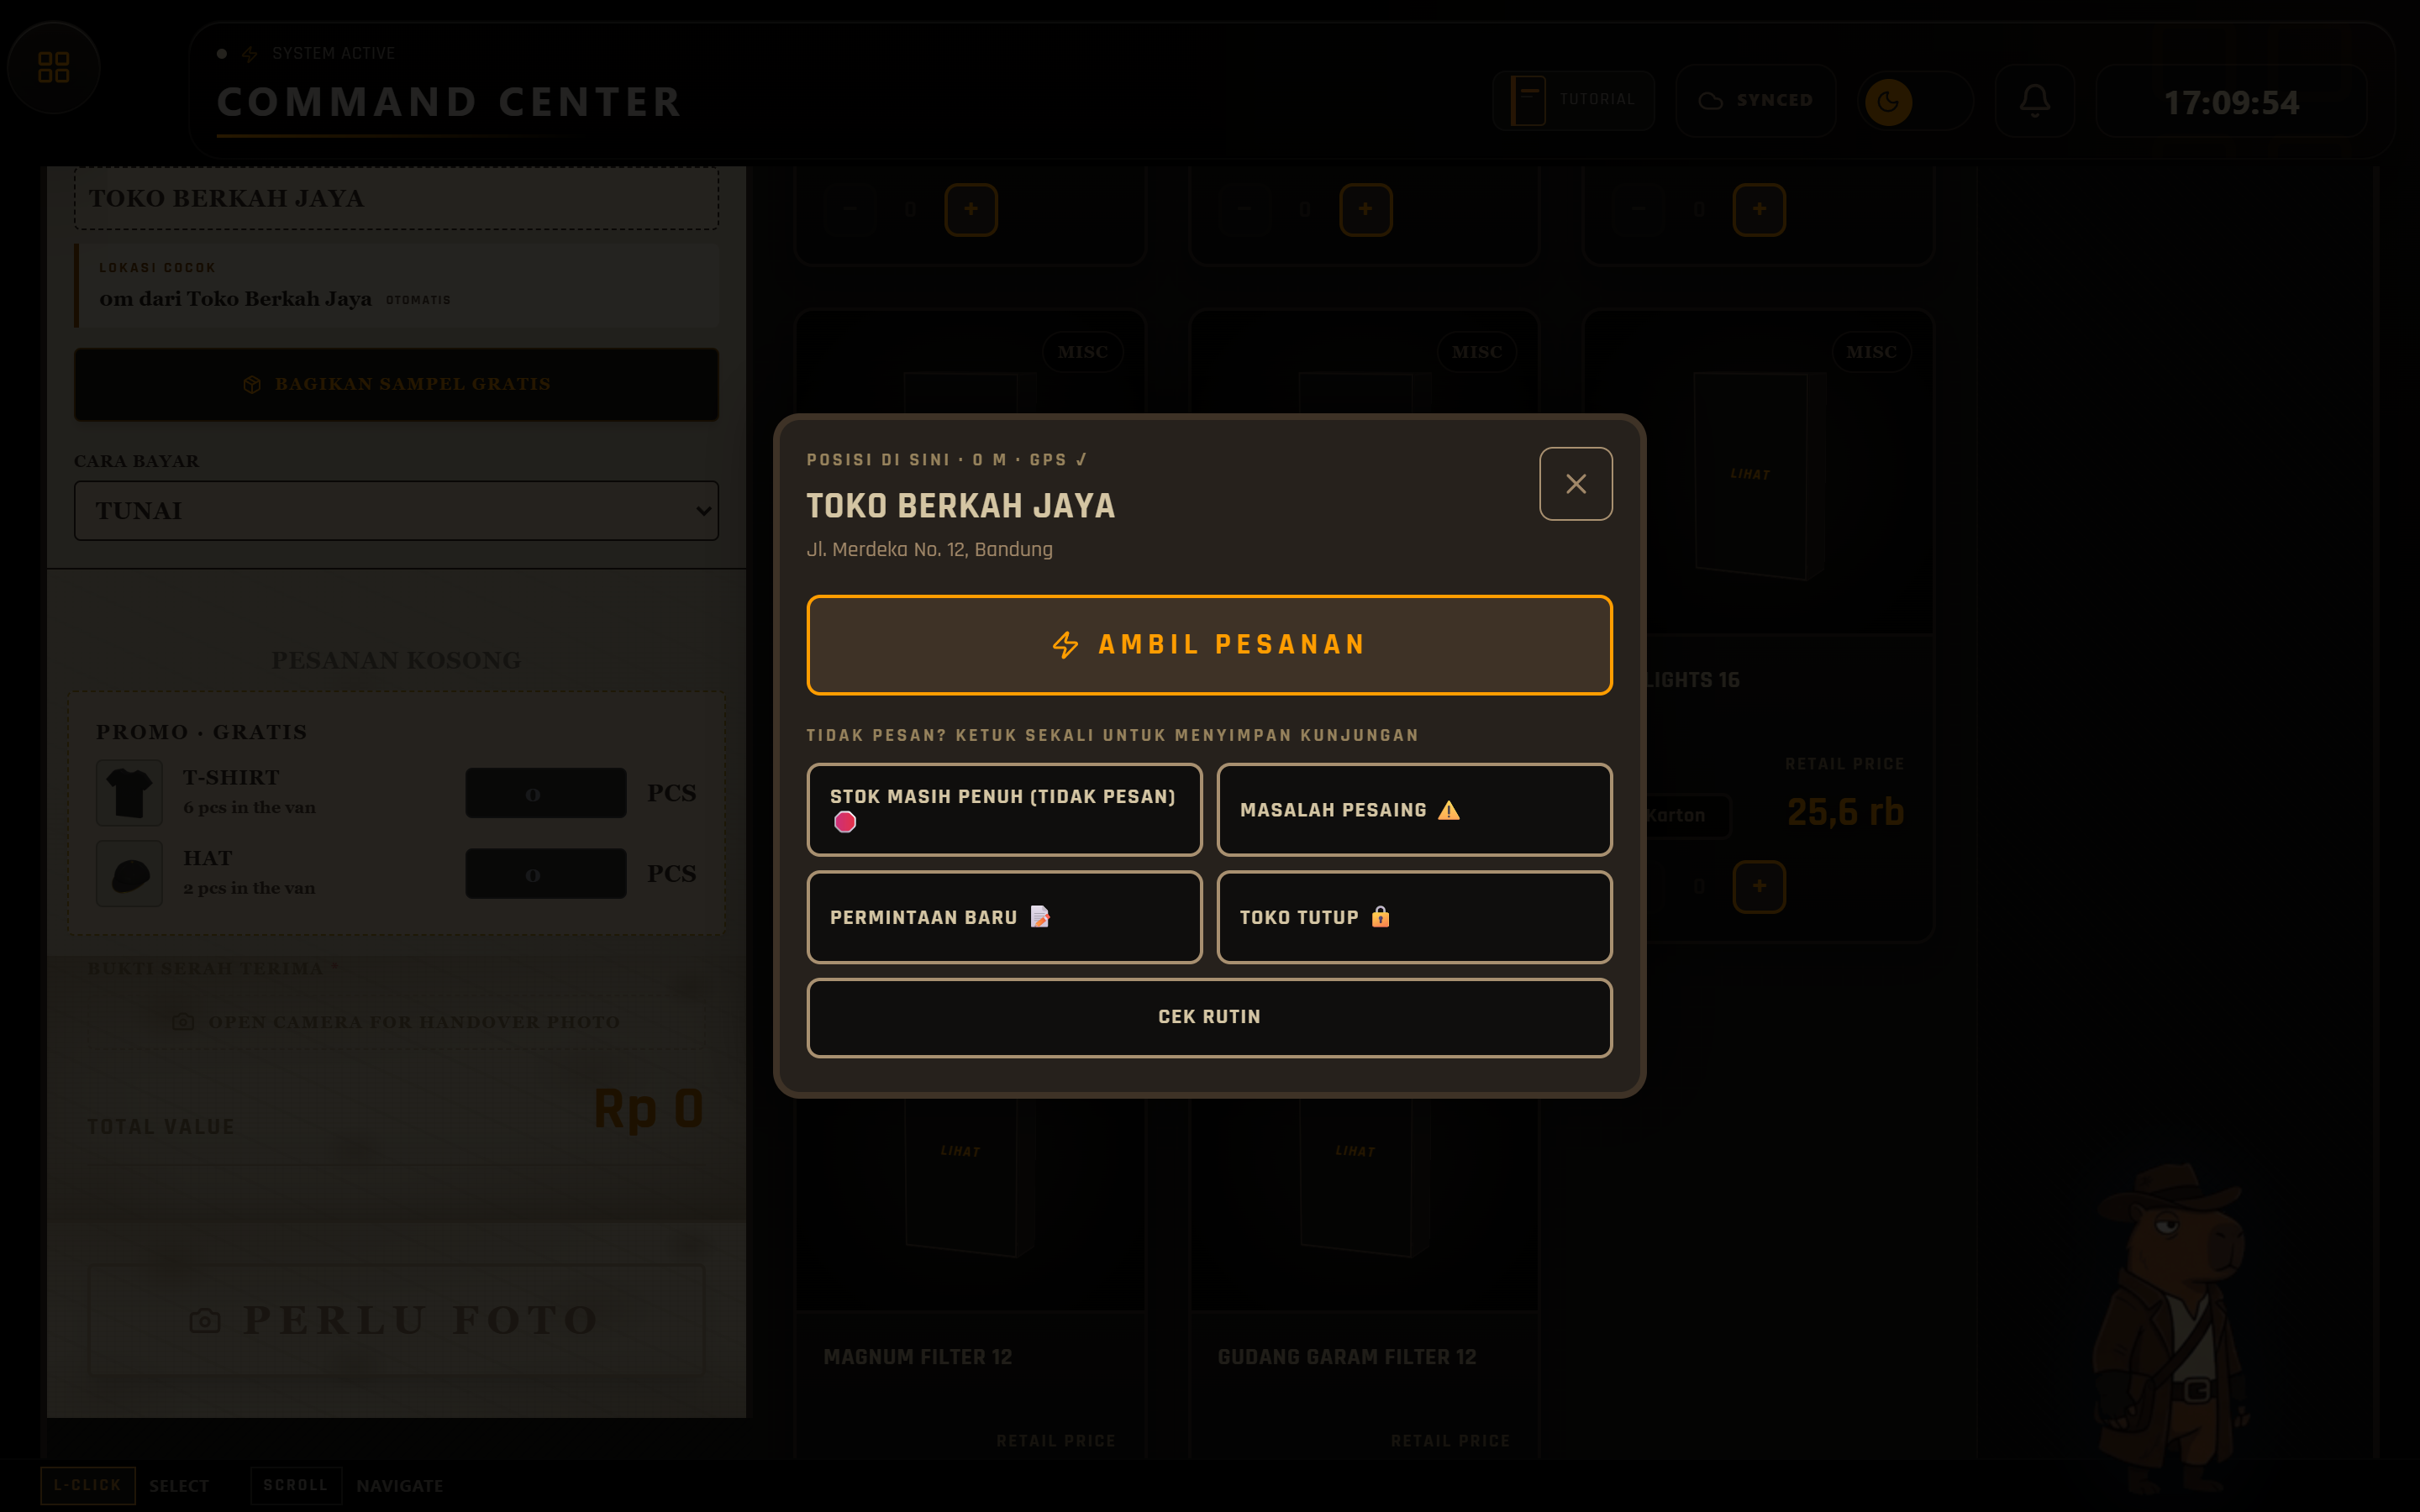 SYSTEM ACTIVE
COMMAND CENTER
TUTORIAL
SYNCED
17:09:54
TOKO BERKAH JAYA
LOKASI COCOK
0m dari Toko Berkah Jaya OTOMATIS
BAGIKAN SAMPEL GRATIS
CARA BAYAR
TUNAI
PESANAN KOSONG
PROMO · GRATIS
T-SHIRT
6 pcs in the van
0 PCS
HAT
2 pcs in the van
0 PCS
BUKTI SERAH TERIMA *
OPEN CAMERA FOR HANDOVER PHOTO
TOTAL VALUE
Rp 0
PERLU FOTO
− 0 +
− 0 +
− 0 +
MISC
MISC
MISC
LIHAT
POSISI DI SINI · 0 M · GPS ✓
TOKO BERKAH JAYA
Jl. Merdeka No. 12, Bandung
AMBIL PESANAN
TIDAK PESAN? KETUK SEKALI UNTUK MENYIMPAN KUNJUNGAN
STOK MASIH PENUH (TIDAK PESAN) 🛑
MASALAH PESAING ⚠️
PERMINTAAN BARU 📝
TOKO TUTUP 🔒
CEK RUTIN
LIGHTS 16
RETAIL PRICE
Karton
25,6 rb
0 +
LIHAT
LIHAT
MAGNUM FILTER 12
GUDANG GARAM FILTER 12
RETAIL PRICE
RETAIL PRICE
L-CLICK SELECT SCROLL NAVIGATE